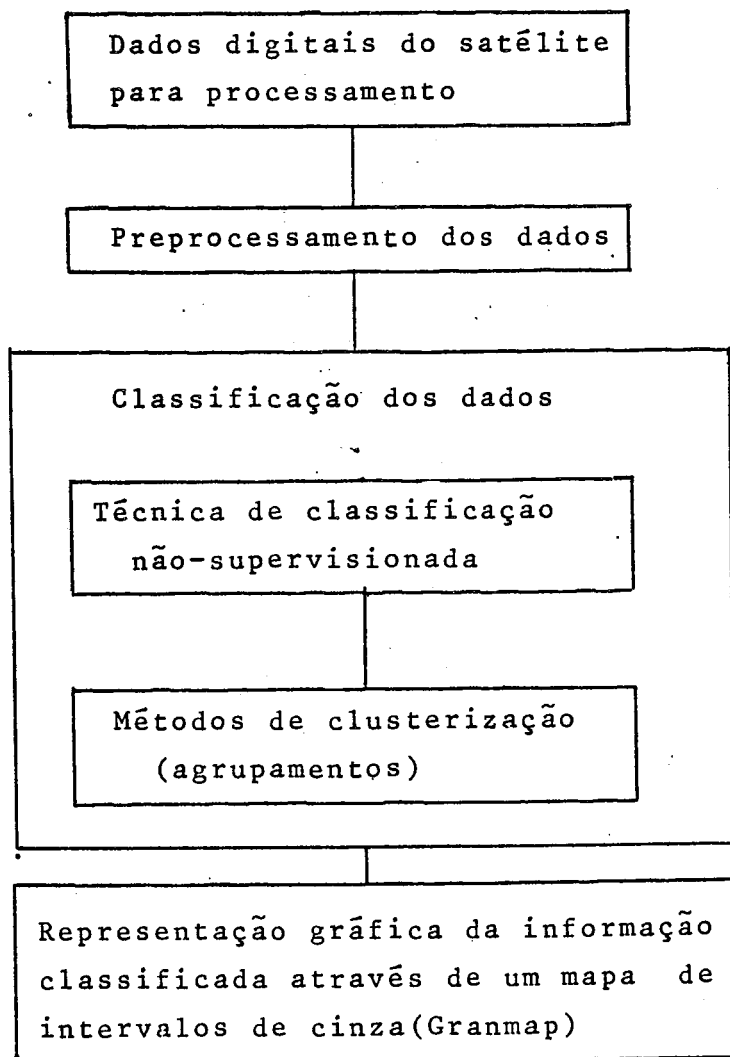 Dados digitais do satélite
para processamento
Preprocessamento dos dados
Classificação dos dados
Técnica de classificação
não-supervisionada
Métodos de clusterização
(agrupamentos)
Representação gráfica da informação
classificada através de um mapa de
intervalos de cinza(Granmap)